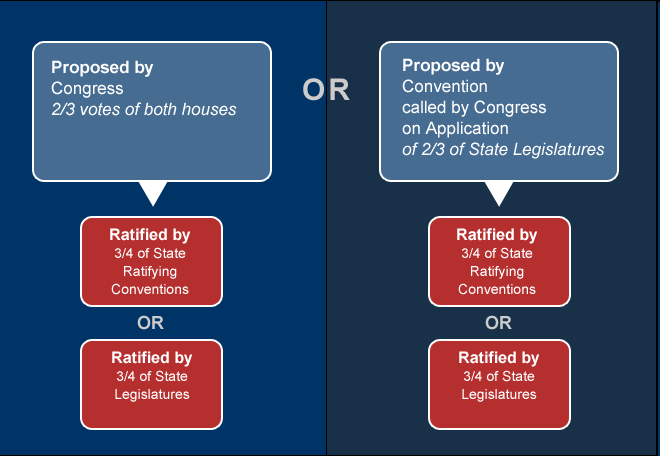 Proposed by
Congress
2/3 votes of both houses
OR
Proposed by
Convention
called by Congress
on Application
of 2/3 of State Legislatures
Ratified by
3/4 of State
Ratifying
Conventions
OR
Ratified by
3/4 of State
Legislatures
Ratified by
3/4 of State
Ratifying
Conventions
OR
Ratified by
3/4 of State
Legislatures